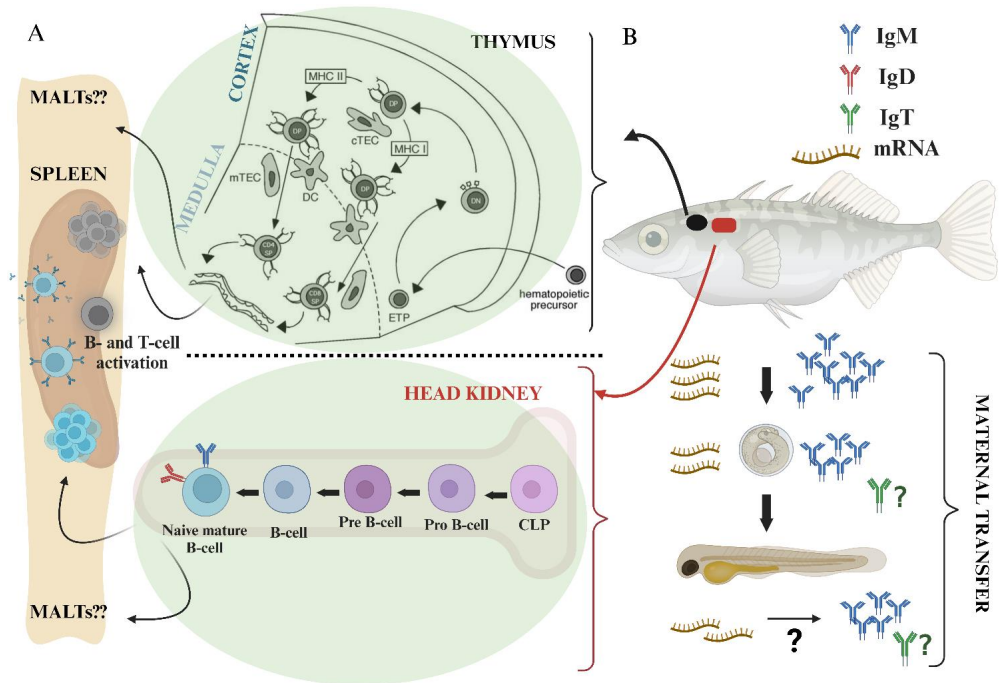 A
MALTs??
SPLEEN
B- and T-cell
activation
MALTs??
THYMUS
CORTEX
MEDULLA
MHC II
DP
cTEC
MHC I
mTEC
DC
DP
DN
CD4
SP
CD8
SP
ETP
hematopoietic
precursor
HEAD KIDNEY
Naive mature
B-cell
B-cell
Pre B-cell
Pro B-cell
CLP
B
IgM
IgD
IgT
mRNA
?
?
?
MATERNAL TRANSFER